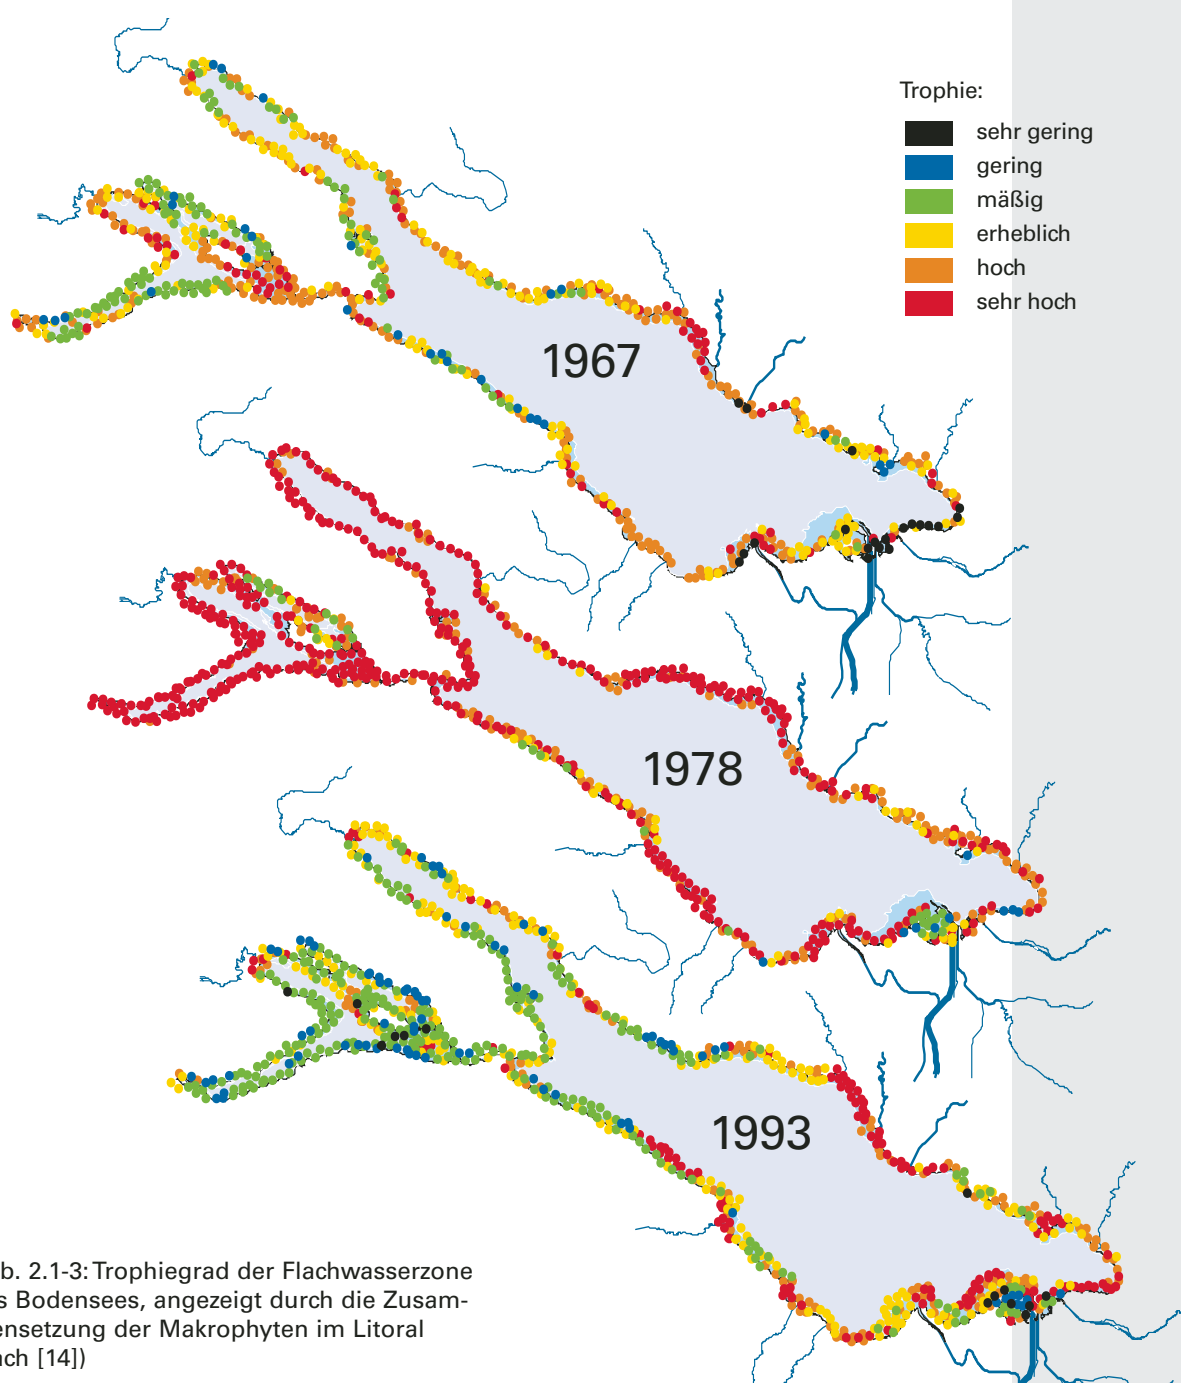 Trophie:
sehr gering
gering
mäßig
erheblich
hoch
sehr hoch
1967
1978
1993
b. 2.1-3: Trophiegrad der Flachwasserzone
s Bodensees, angezeigt durch die Zusam-
ensetzung der Makrophyten im Litoral
ach [14])